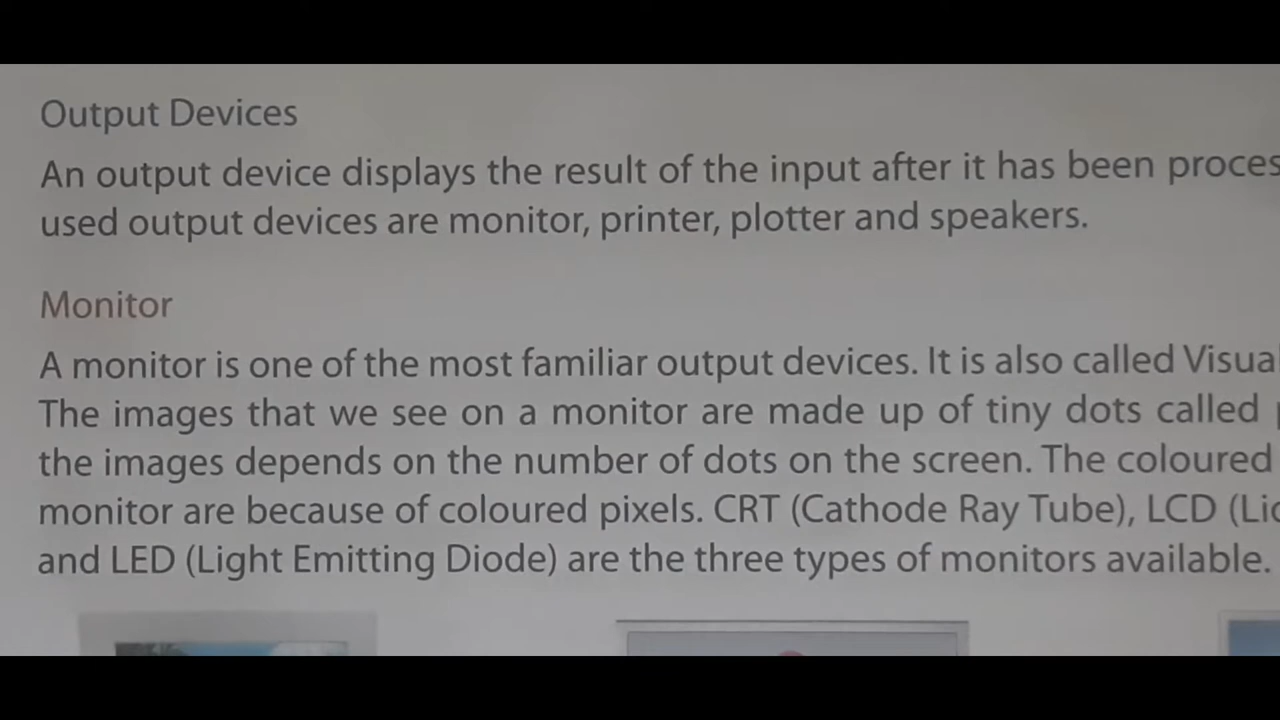 Output Devices
An output device displays the result of the input after it has been
used output devices are monitor, printer, plotter and speakers.
Monitor
A monitor is one of the most familiar output devices. It is also called
The images that we see on a monitor are made up of tiny dots called
the images depends on the number of dots on the screen. The coloured
monitor are because of coloured pixels. CRT (Cathode Ray Tube), LCD
and LED (Light Emitting Diode) are the three types of monitors available.